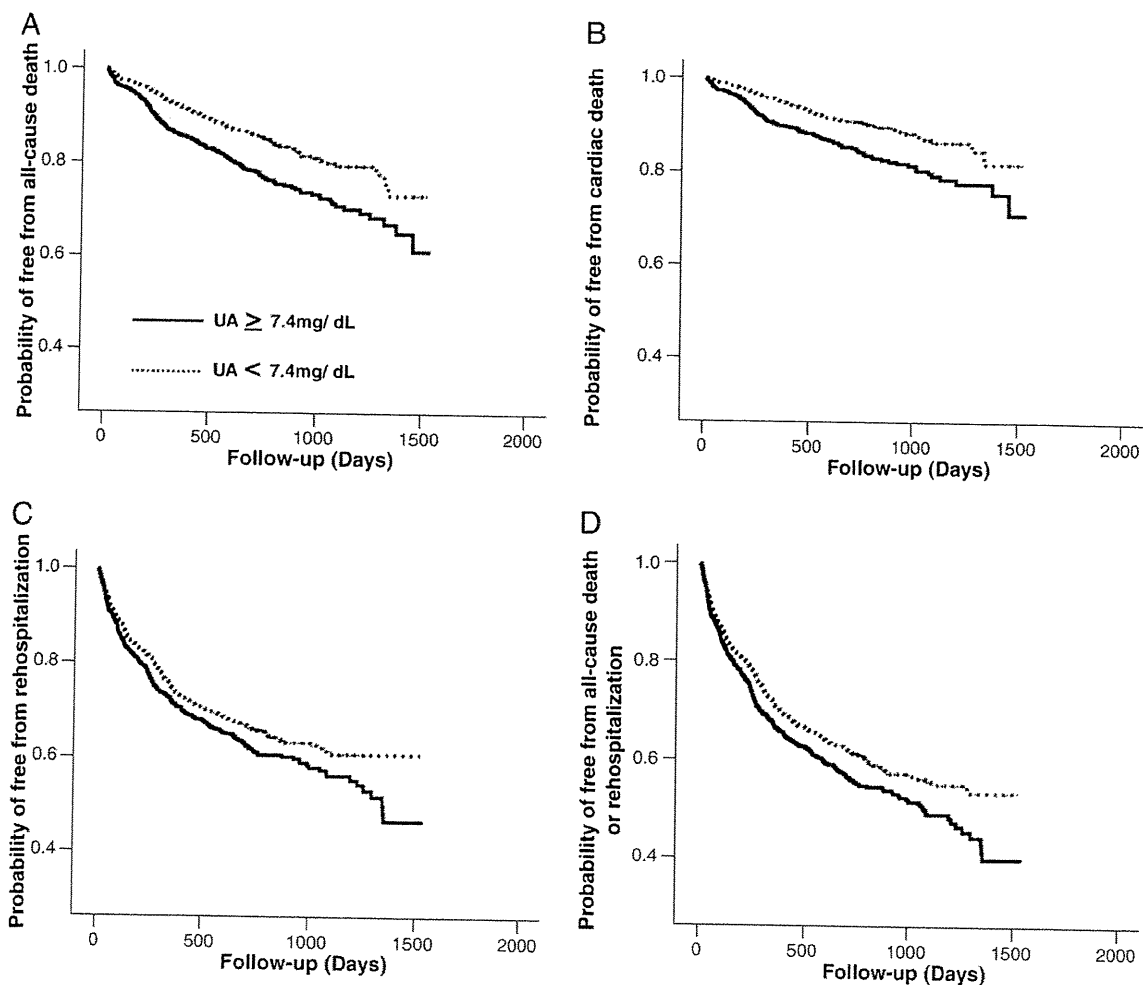 A
Probability of free from all-cause death
1.0
0.8
0.6
0.4
UA ≥ 7.4mg/ dL
UA < 7.4mg/ dL
0
500
1000
1500
2000
Follow-up (Days)
B
Probability of free from cardiac death
1.0
0.8
0.6
0.4
0
500
1000
1500
2000
Follow-up (Days)
C
Probability of free from rehospitalization
1.0
0.8
0.6
0.4
0
500
1000
1500
2000
Follow-up (Days)
D
Probability of free from all-cause death
or rehospitalization
1.0
0.8
0.6
0.4
0
500
1000
1500
2000
Follow-up (Days)